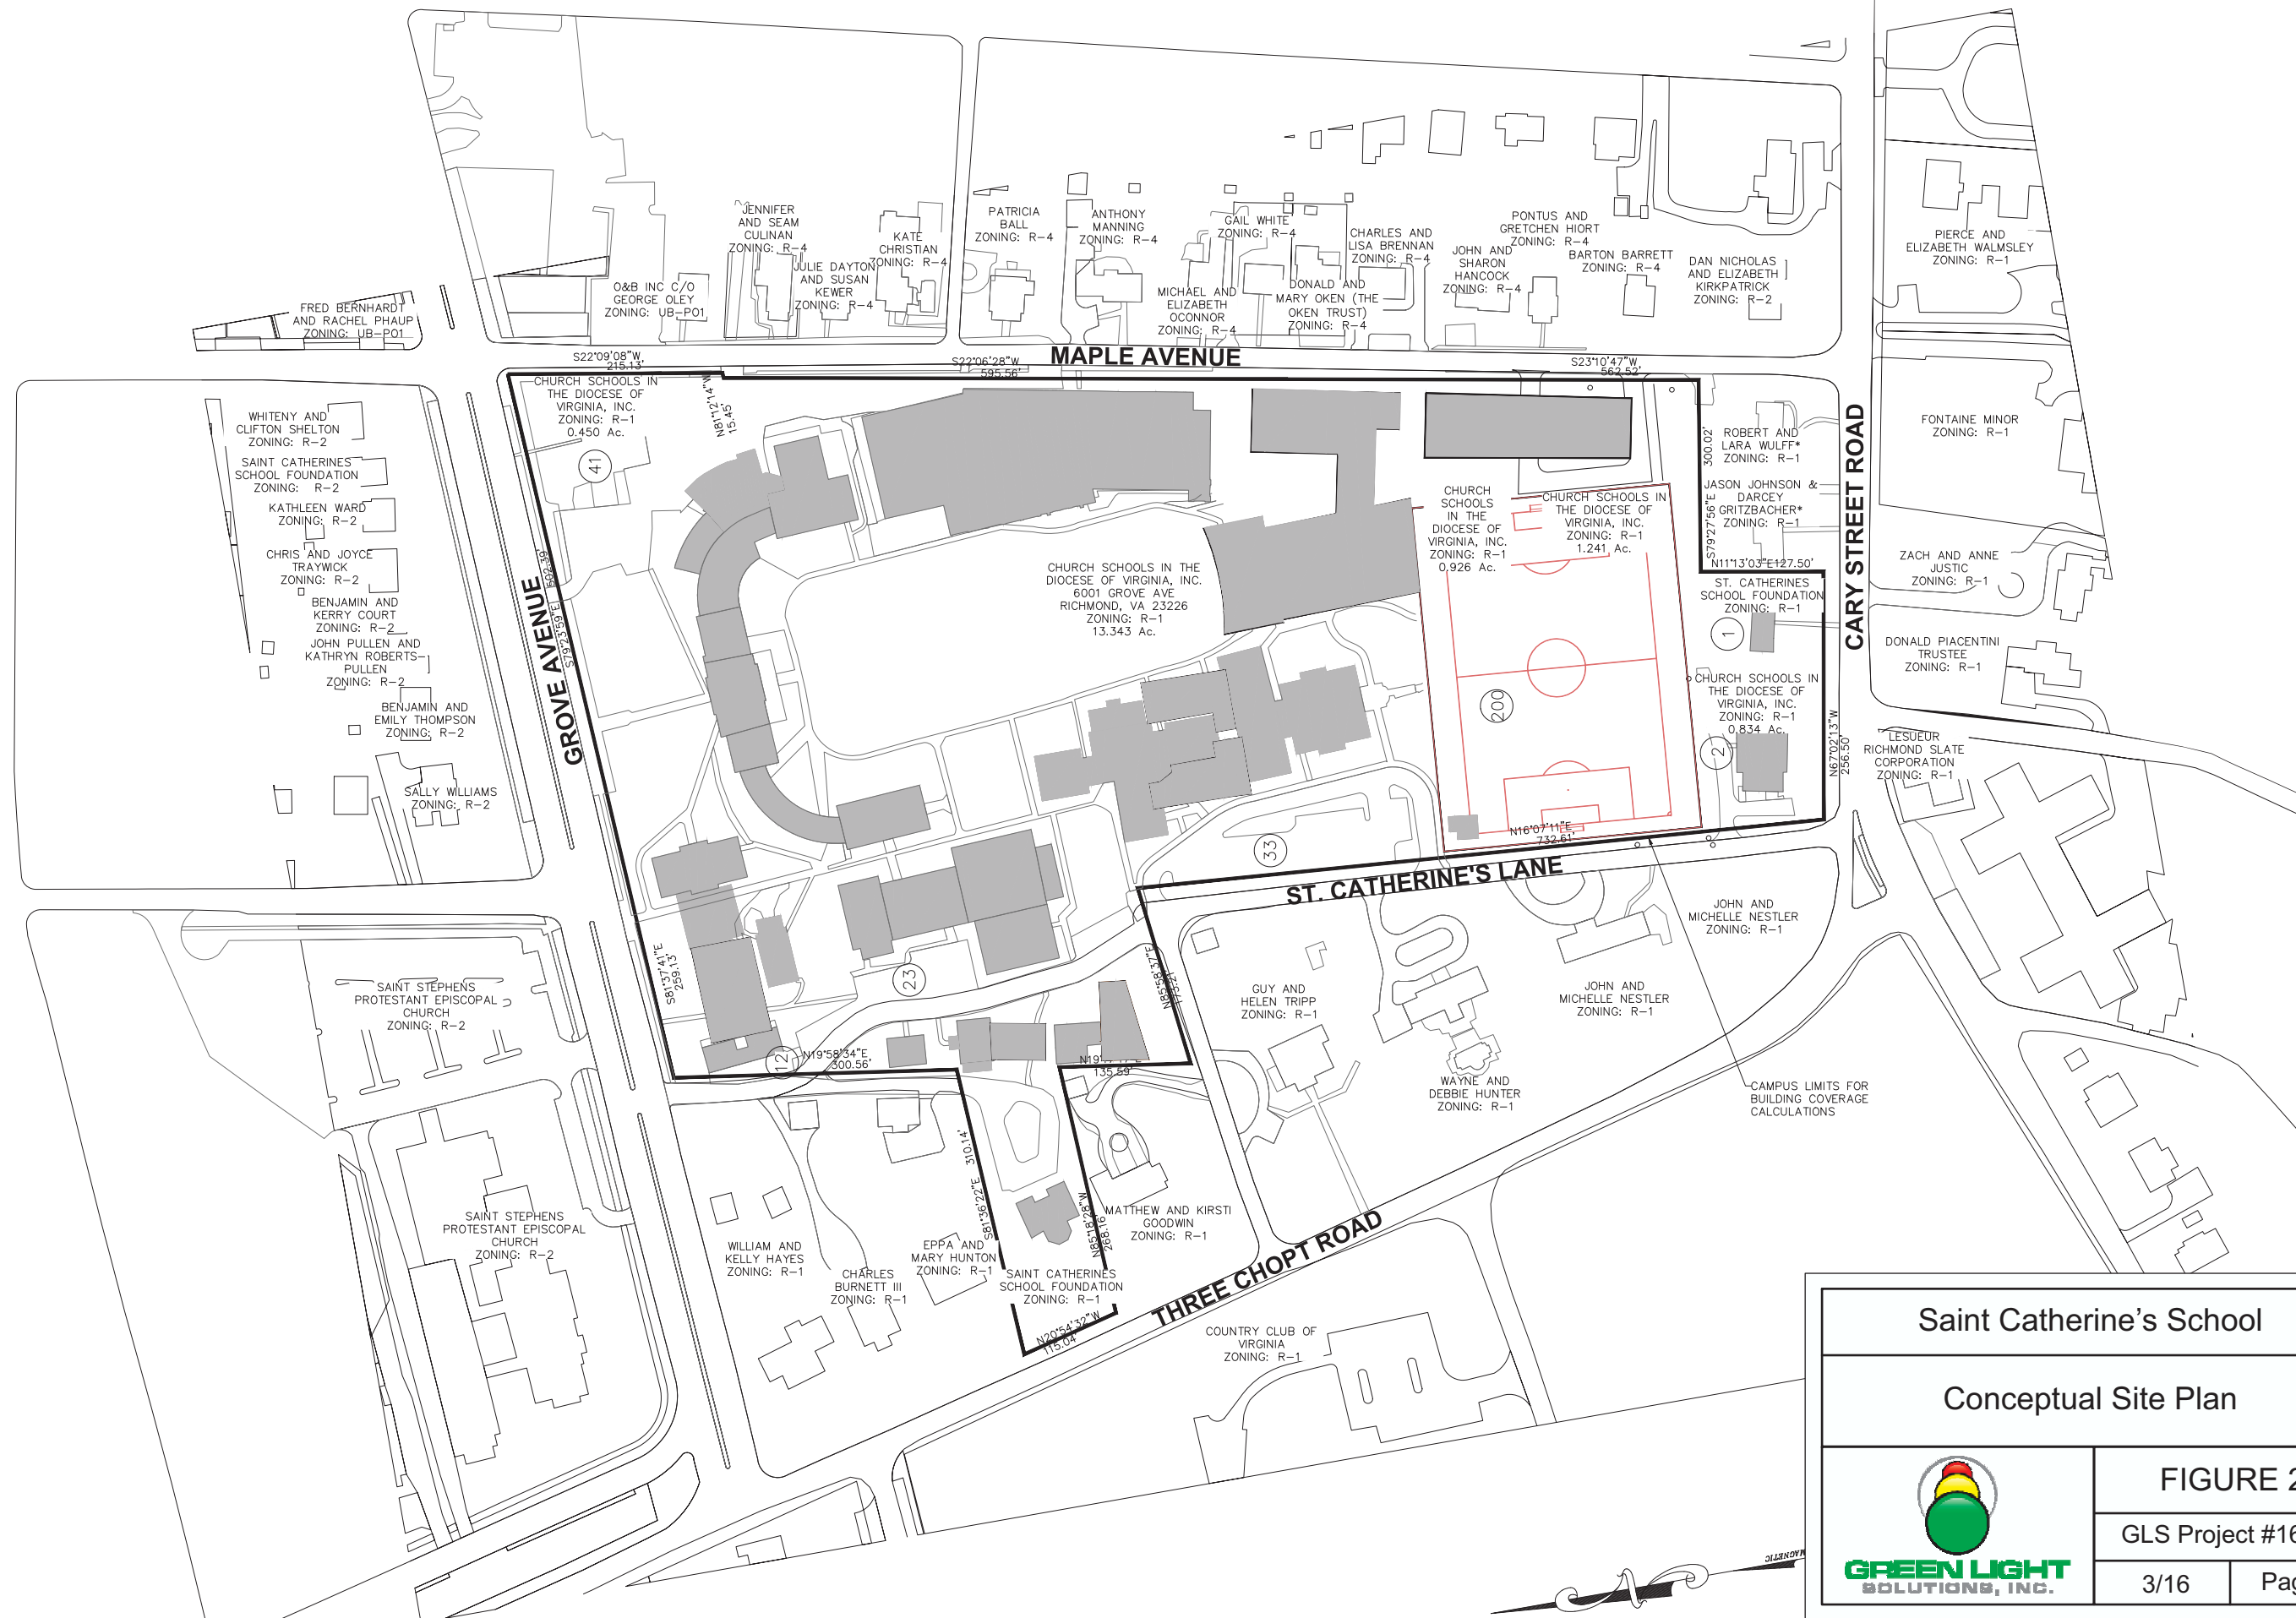 JENNIFER
AND SEAM
CULINAN
ZONING: R-4
KATE
CHRISTIAN
ZONING: R-4
JULIE DAYTON
AND SUSAN
KEWER
ZONING: R-4
O&B INC C/O
GEORGE OLEY
ZONING: UB-PO1
FRED BERNHARDT
AND RACHEL PHAUP
ZONING: UB-PO1
PATRICIA
BALL
ZONING: R-4
ANTHONY
MANNING
ZONING: R-4
GAIL WHITE
ZONING: R-4
MICHAEL AND
ELIZABETH
OCONNOR
ZONING: R-4
DONALD AND
MARY OKEN (THE
OKEN TRUST)
ZONING: R-4
CHARLES AND
LISA BRENNAN
ZONING: R-4
JOHN AND
SHARON
HANCOCK
ZONING: R-4
PONTUS AND
GRETCHEN HIORT
ZONING: R-4
BARTON BARRETT
ZONING: R-4
DAN NICHOLAS
AND ELIZABETH
KIRKPATRICK
ZONING: R-2
PIERCE AND
ELIZABETH WALMSLEY
ZONING: R-1
MAPLE AVENUE
S22°09'08"W
215.13'
S22°06'28"W
595.56'
S23°10'47"W
562.52'
N81°12'14"W
15.45'
CHURCH SCHOOLS IN
THE DIOCESE OF
VIRGINIA, INC.
ZONING: R-1
0.450 Ac.
41
WHITENY AND
CLIFTON SHELTON
ZONING: R-2
SAINT CATHERINES
SCHOOL FOUNDATION
ZONING: R-2
KATHLEEN WARD
ZONING: R-2
CHRIS AND JOYCE
TRAYWICK
ZONING: R-2
BENJAMIN AND
KERRY COURT
ZONING: R-2
JOHN PULLEN AND
KATHRYN ROBERTS-
PULLEN
ZONING: R-2
BENJAMIN AND
EMILY THOMPSON
ZONING: R-2
SALLY WILLIAMS
ZONING: R-2
GROVE AVENUE
S79°23'59"E 502.39'
CHURCH SCHOOLS IN THE
DIOCESE OF VIRGINIA, INC.
6001 GROVE AVE
RICHMOND, VA 23226
ZONING: R-1
13.343 Ac.
CHURCH
SCHOOLS
IN THE
DIOCESE OF
VIRGINIA, INC.
ZONING: R-1
0.926 Ac.
CHURCH SCHOOLS IN
THE DIOCESE OF
VIRGINIA, INC.
ZONING: R-1
1.241 Ac.
200
300.02'
S79°27'56"E
ROBERT AND
LARA WULFF*
ZONING: R-1
JASON JOHNSON &
DARCEY
GRITZBACHER*
ZONING: R-1
N11°13'03"E127.50'
ST. CATHERINES
SCHOOL FOUNDATION
ZONING: R-1
1
CHURCH SCHOOLS IN
THE DIOCESE OF
VIRGINIA, INC.
ZONING: R-1
0.834 Ac.
2
CARY STREET ROAD
N67°02'13"W
256.50'
FONTAINE MINOR
ZONING: R-1
ZACH AND ANNE
JUSTIC
ZONING: R-1
DONALD PIACENTINI
TRUSTEE
ZONING: R-1
LESUEUR
RICHMOND SLATE
CORPORATION
ZONING: R-1
N16°07'11"E
732.61'
33
ST. CATHERINE'S LANE
JOHN AND
MICHELLE NESTLER
ZONING: R-1
JOHN AND
MICHELLE NESTLER
ZONING: R-1
GUY AND
HELEN TRIPP
ZONING: R-1
WAYNE AND
DEBBIE HUNTER
ZONING: R-1
CAMPUS LIMITS FOR
BUILDING COVERAGE
CALCULATIONS
S81°37'41"E
259.13'
23
12
N19°58'34"E
300.56'
135.59'
SAINT STEPHENS
PROTESTANT EPISCOPAL
CHURCH
ZONING: R-2
SAINT STEPHENS
PROTESTANT EPISCOPAL
CHURCH
ZONING: R-2
WILLIAM AND
KELLY HAYES
ZONING: R-1
CHARLES
BURNETT III
ZONING: R-1
EPPA AND
MARY HUNTON
ZONING: R-1
S81°36'22"E 310.14'
N85°18'28"W
268.16'
SAINT CATHERINES
SCHOOL FOUNDATION
ZONING: R-1
N20°54'32"W
115.04'
MATTHEW AND KIRSTI
GOODWIN
ZONING: R-1
THREE CHOPT ROAD
COUNTRY CLUB OF
VIRGINIA
ZONING: R-1
MAGNETIC
Saint Catherine's School
Conceptual Site Plan
FIGURE 2
GLS Project #16
3/16
Pag
GREEN LIGHT
SOLUTIONS, INC.